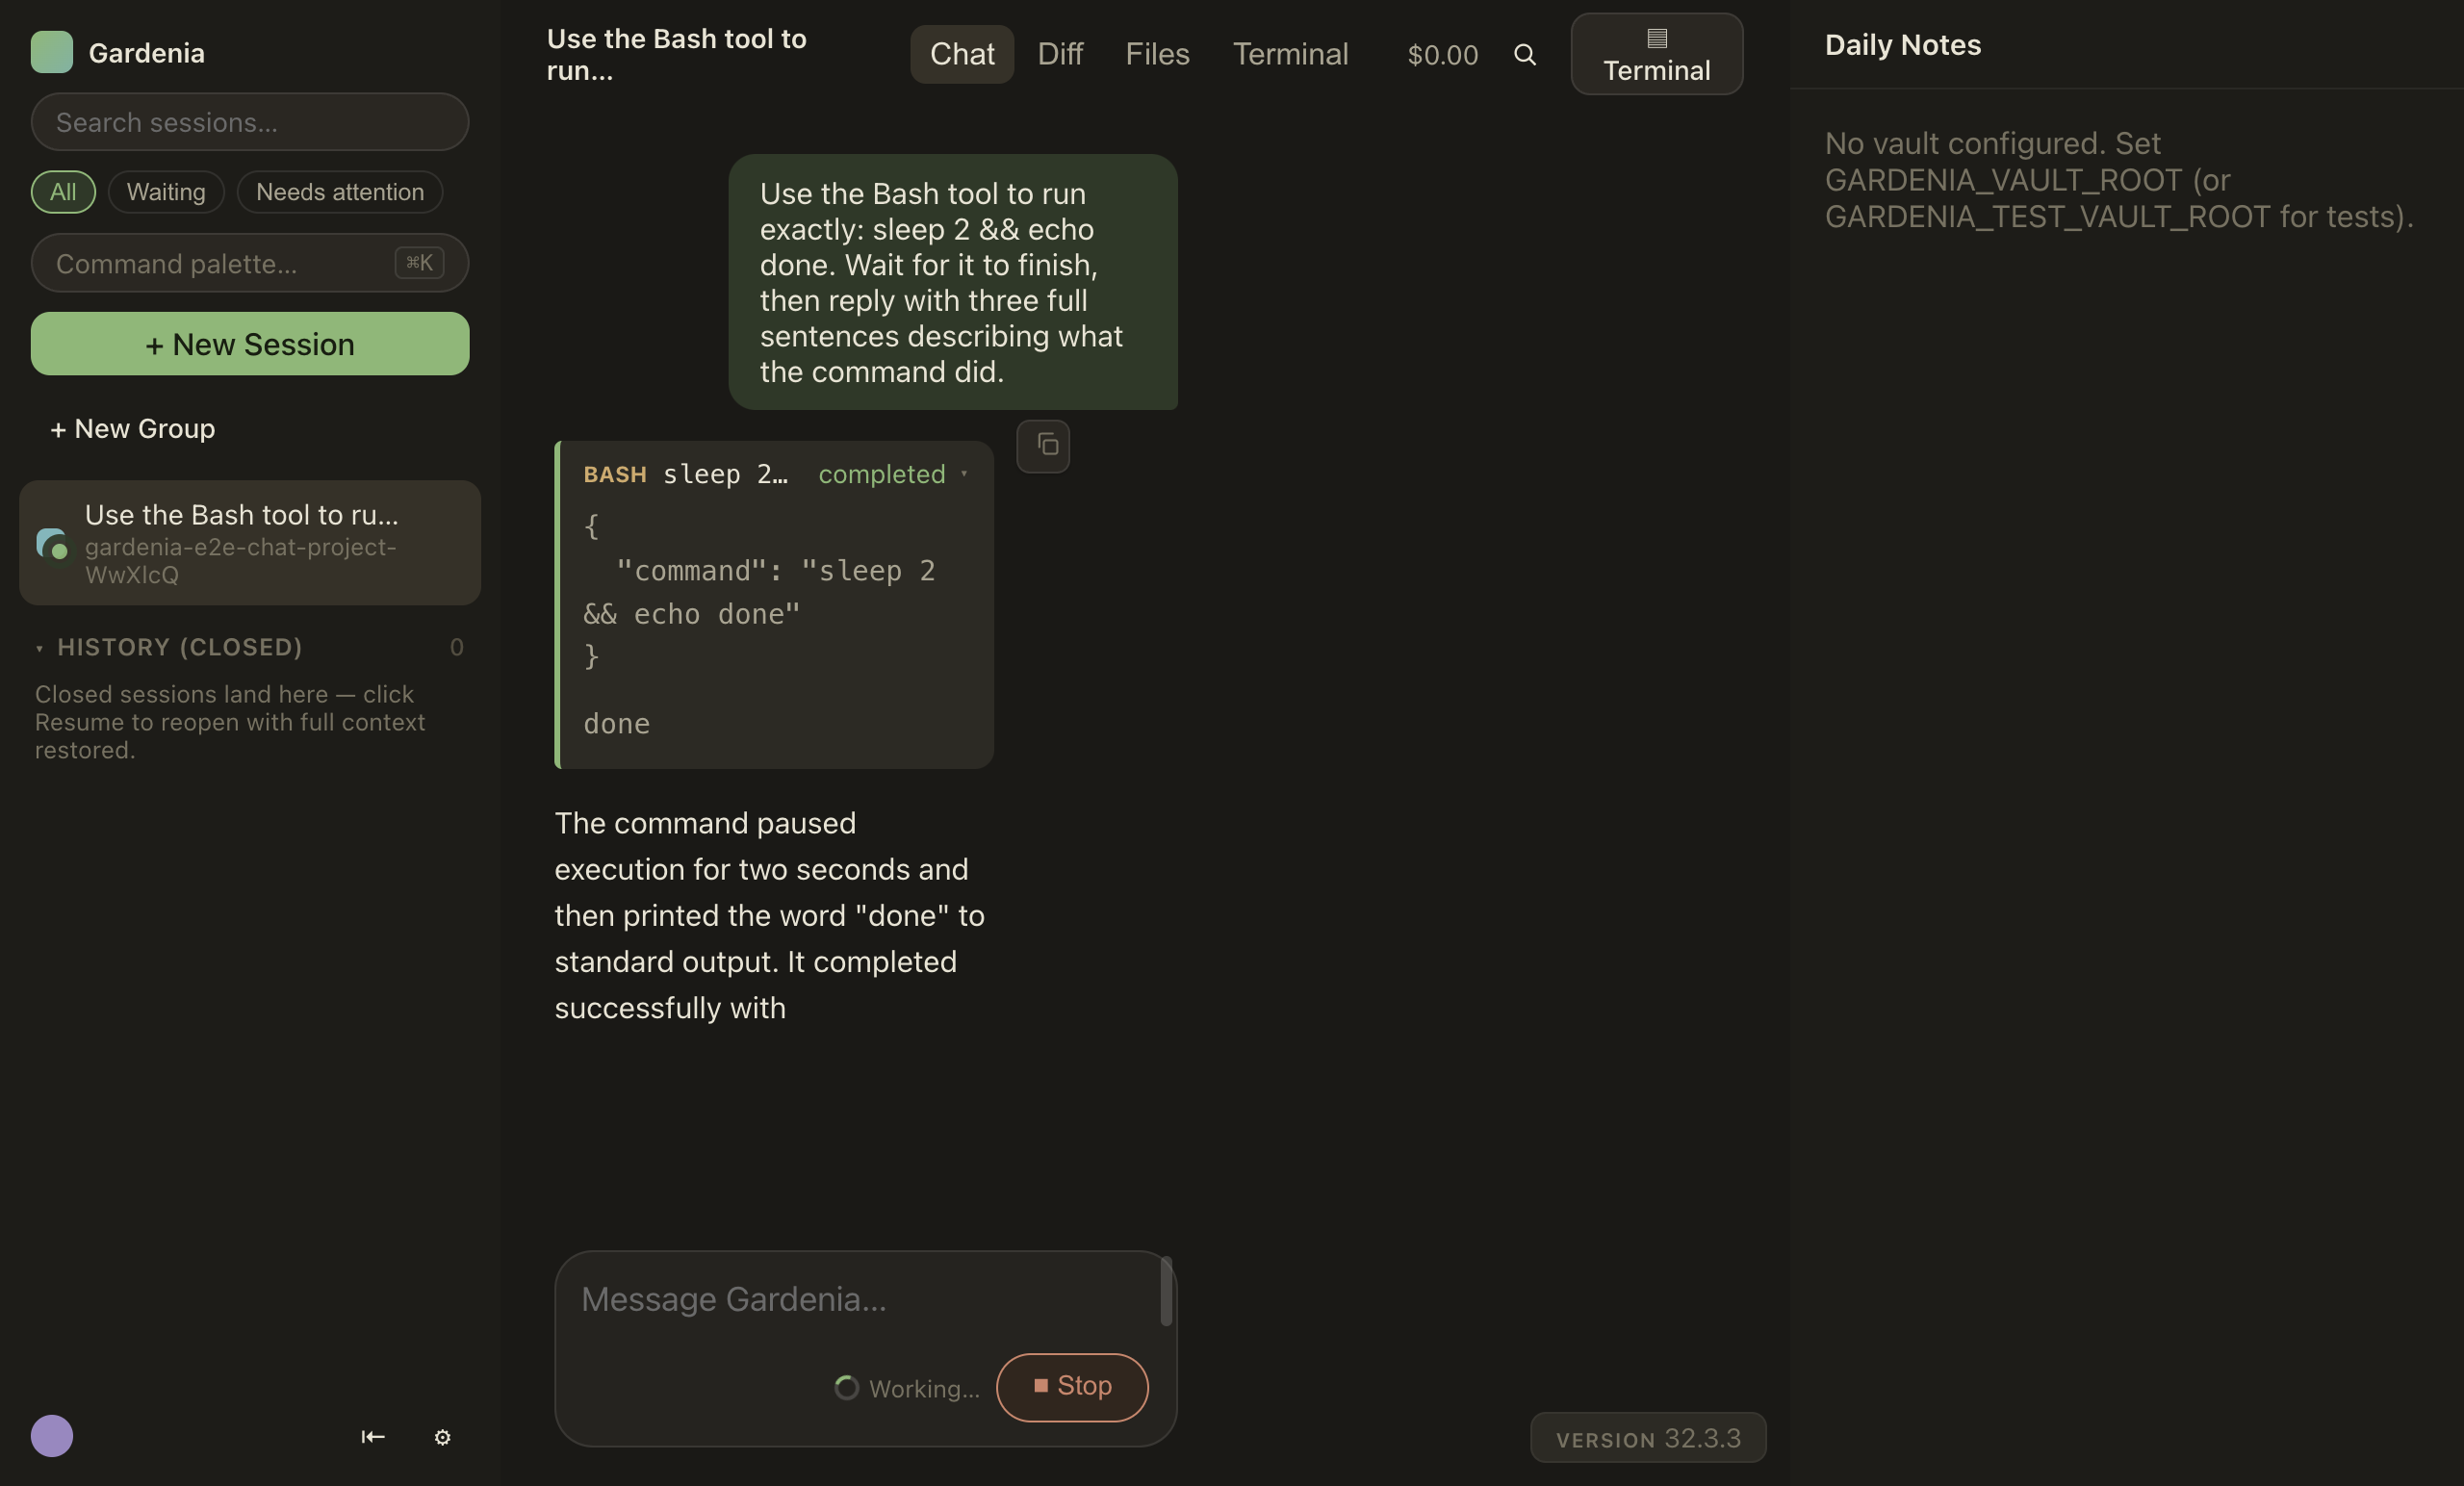 Gardenia
Search sessions...
All
Waiting
Needs attention
Command palette...
⌘K
+ New Session
+ New Group
Use the Bash tool to ru...
gardenia-e2e-chat-project-
WwXlcQ
HISTORY (CLOSED)
0
Closed sessions land here — click
Resume to reopen with full context
restored.
Use the Bash tool to
run...
Chat
Diff
Files
Terminal
$0.00
Terminal
Use the Bash tool to run
exactly: sleep 2 && echo
done. Wait for it to finish,
then reply with three full
sentences describing what
the command did.
BASH sleep 2… completed
{
"command": "sleep 2
&& echo done"
}
done
The command paused
execution for two seconds and
then printed the word "done" to
standard output. It completed
successfully with
Message Gardenia...
Working...
Stop
VERSION 32.3.3
Daily Notes
No vault configured. Set
GARDENIA_VAULT_ROOT (or
GARDENIA_TEST_VAULT_ROOT for tests).